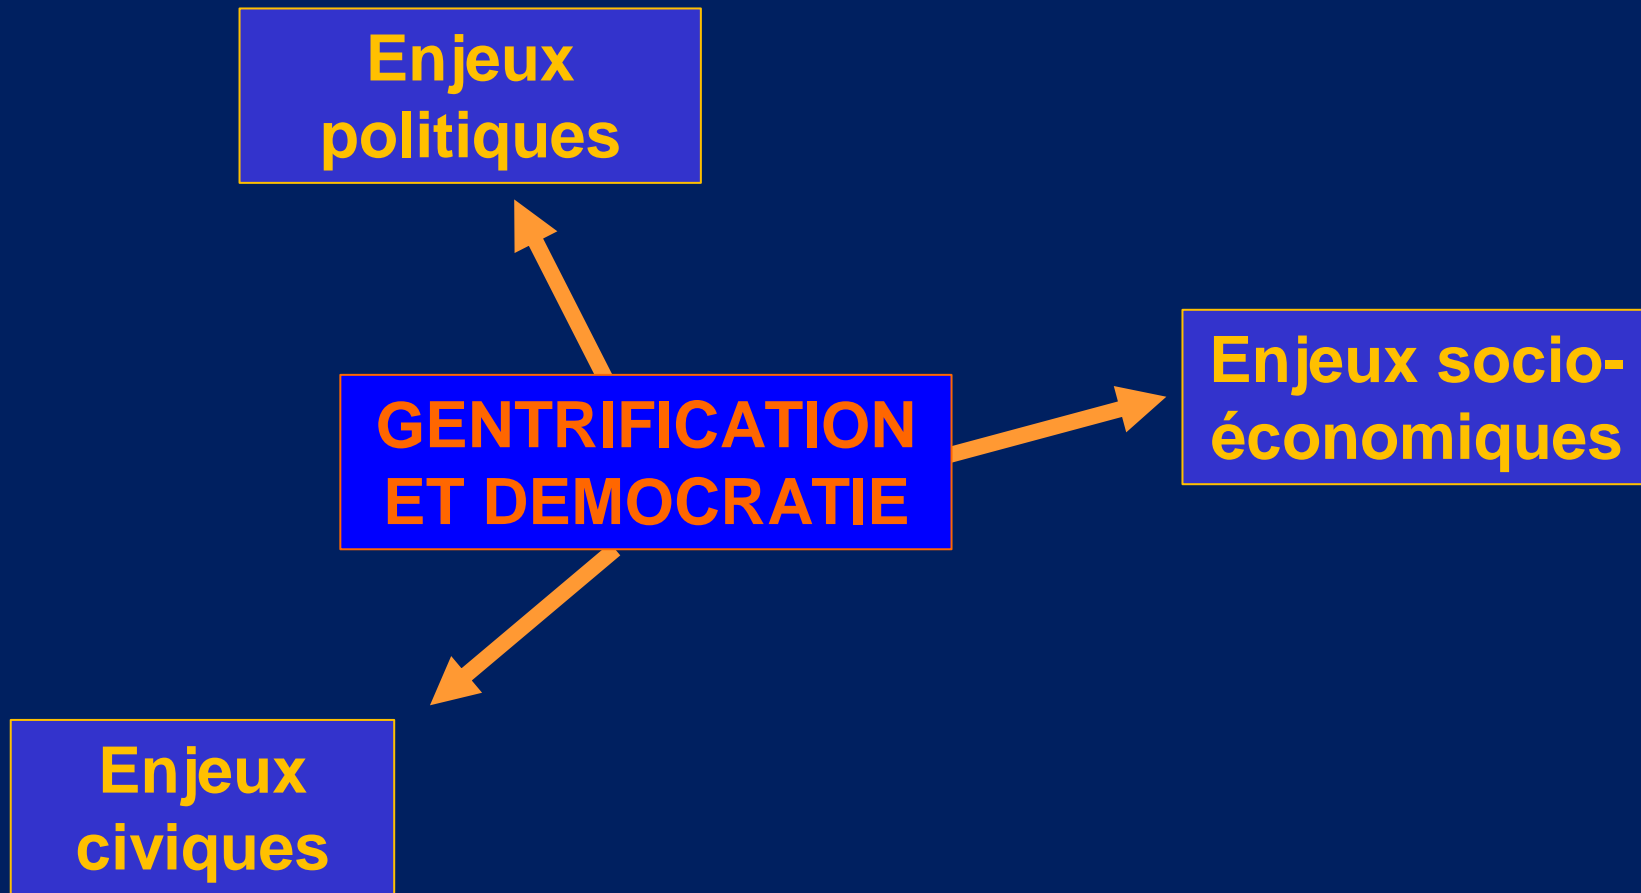 Enjeux
politiques
Enjeux socio-
économiques
GENTRIFICATION
ET DEMOCRATIE
Enjeux
civiques